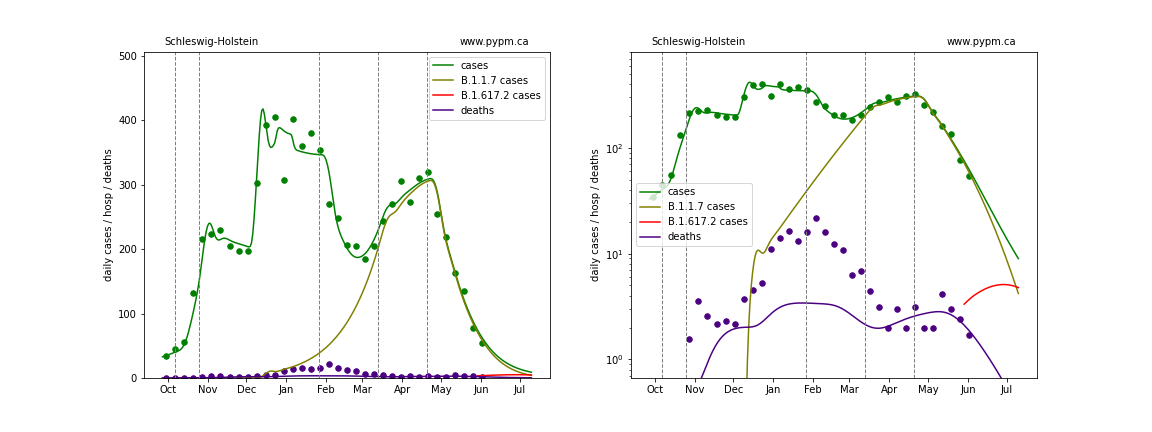 Schleswig-Holstein www.pypm.ca
500
400
300
200
100
0
daily cases / hosp / deaths
cases
B.1.1.7 cases
B.1.617.2 cases
deaths
Oct Nov Dec Jan Feb Mar Apr May Jun Jul
Schleswig-Holstein www.pypm.ca
10²
10¹
10⁰
daily cases / hosp / deaths
cases
B.1.1.7 cases
B.1.617.2 cases
deaths
Oct Nov Dec Jan Feb Mar Apr May Jun Jul